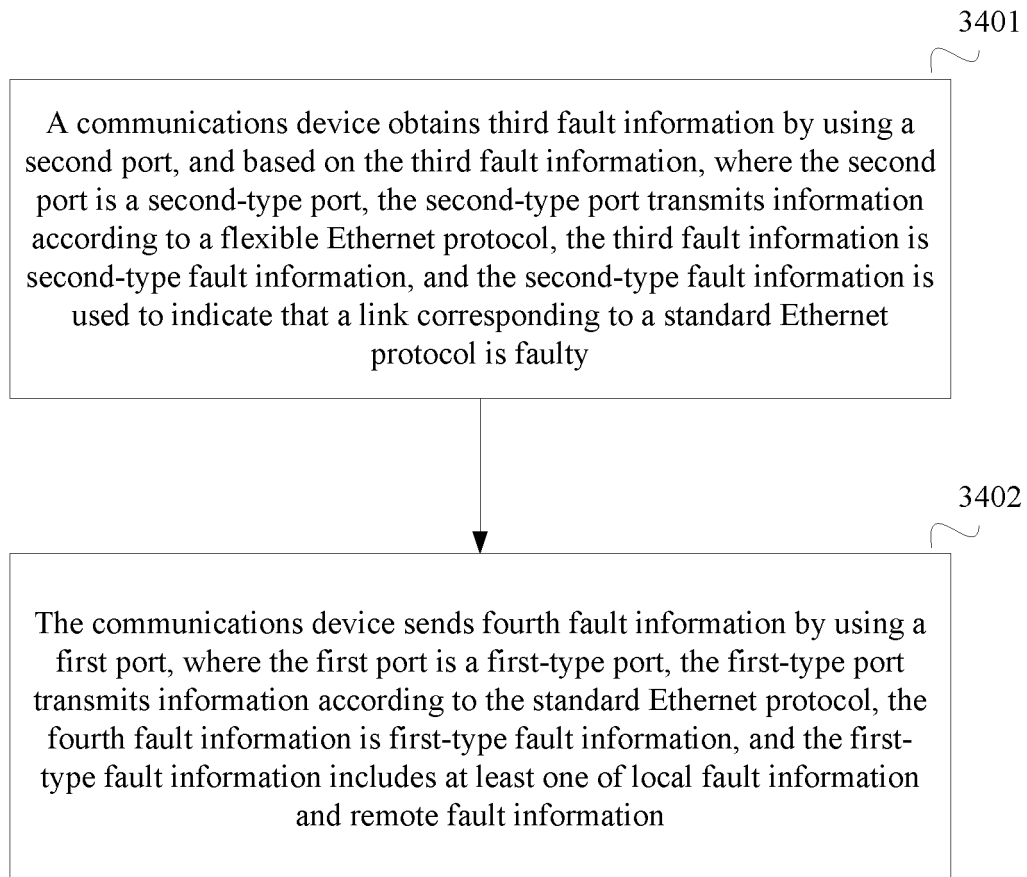 3401
A communications device obtains third fault information by using a
second port, and based on the third fault information, where the second
port is a second-type port, the second-type port transmits information
according to a flexible Ethernet protocol, the third fault information is
second-type fault information, and the second-type fault information is
used to indicate that a link corresponding to a standard Ethernet
protocol is faulty
3402
The communications device sends fourth fault information by using a
first port, where the first port is a first-type port, the first-type port
transmits information according to the standard Ethernet protocol, the
fourth fault information is first-type fault information, and the first-
type fault information includes at least one of local fault information
and remote fault information